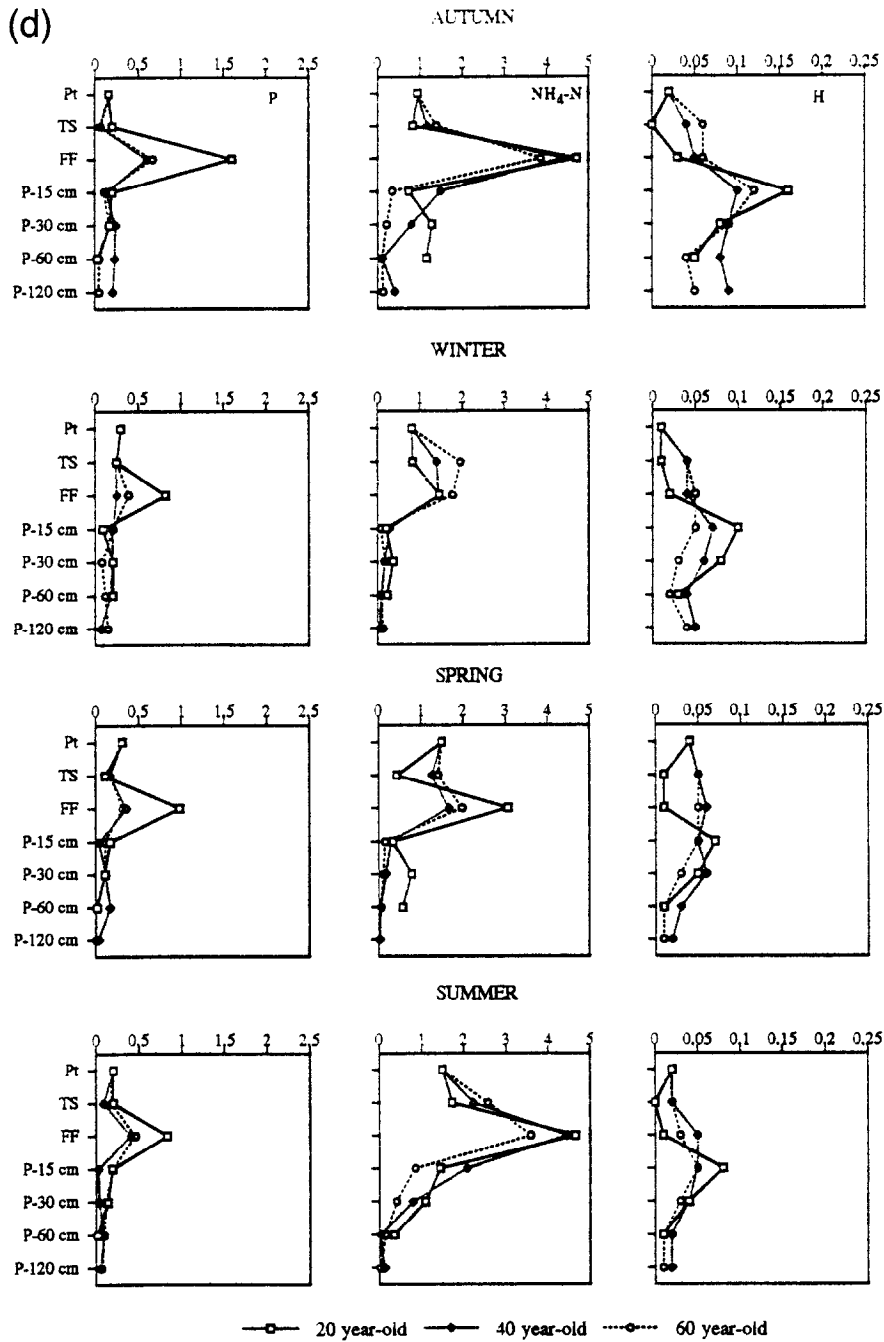 (d)
AUTUMN
0 0,5 1 1,5 2 2,5
0 1 2 3 4 5
0 0,05 0,1 0,15 0,2 0,25
P
NH4-N
H
Pt
TS
FF
P-15 cm
P-30 cm
P-60 cm
P-120 cm
WINTER
0 0,5 1 1,5 2 2,5
0 1 2 3 4 5
0 0,05 0,1 0,15 0,2 0,25
Pt
TS
FF
P-15 cm
P-30 cm
P-60 cm
P-120 cm
SPRING
0 0,5 1 1,5 2 2,5
0 2 4 5
0 0,05 0,1 0,15 0,2 0,25
Pt
TS
FF
P-15 cm
P-30 cm
P-60 cm
P-120 cm
SUMMER
0 0,5 1 1,5 2 2,5
0 1 2 3 4 5
0 0,05 0,1 0,15 0,2 0,25
Pt
TS
FF
P-15 cm
P-30 cm
P-60 cm
P-120 cm
20 year-old 40 year-old 60 year-old